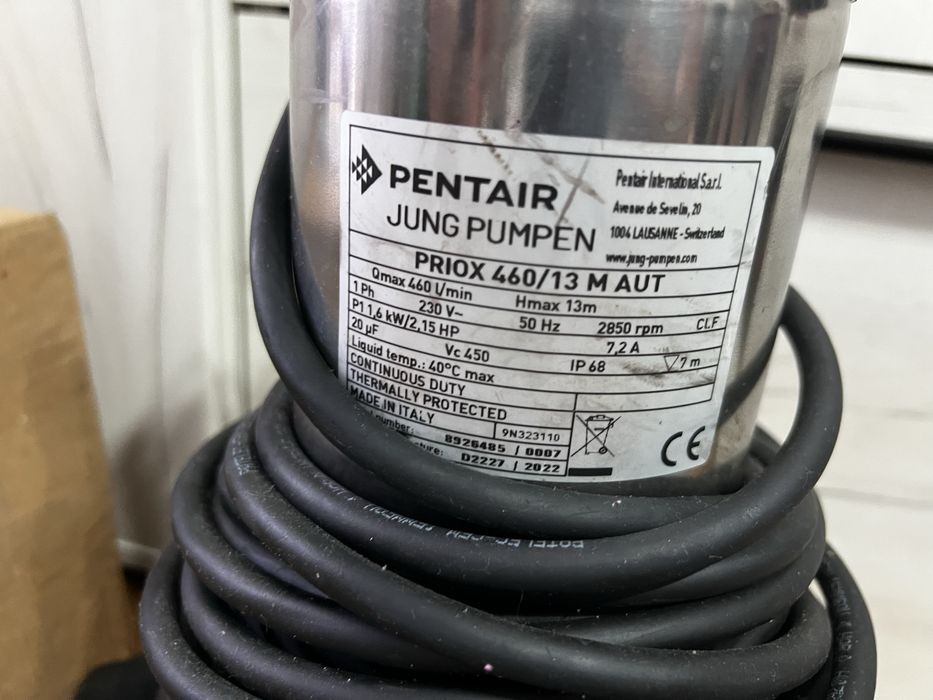 PENTAIR
JUNG PUMPEN
Pentair International S.a.r.l.
Avenue de Sevelin, 20
1004 LAUSANNE - Switzerland
www.jung-pumpen.com
PRIOX 460/13 M AUT
Qmax 460 l/min Hmax 13m
1 Ph 230 V~ 50 Hz 2850 rpm Cl.F
P1 1,6 kW/2,15 HP 7,2 A
20 µF Vc 450 IP 68 7 m
Liquid temp.: 40°C max
CONTINUOUS DUTY
THERMALLY PROTECTED
MADE IN ITALY 9N323110
number: 8926485 / 0007
D2227 / 2022
CE